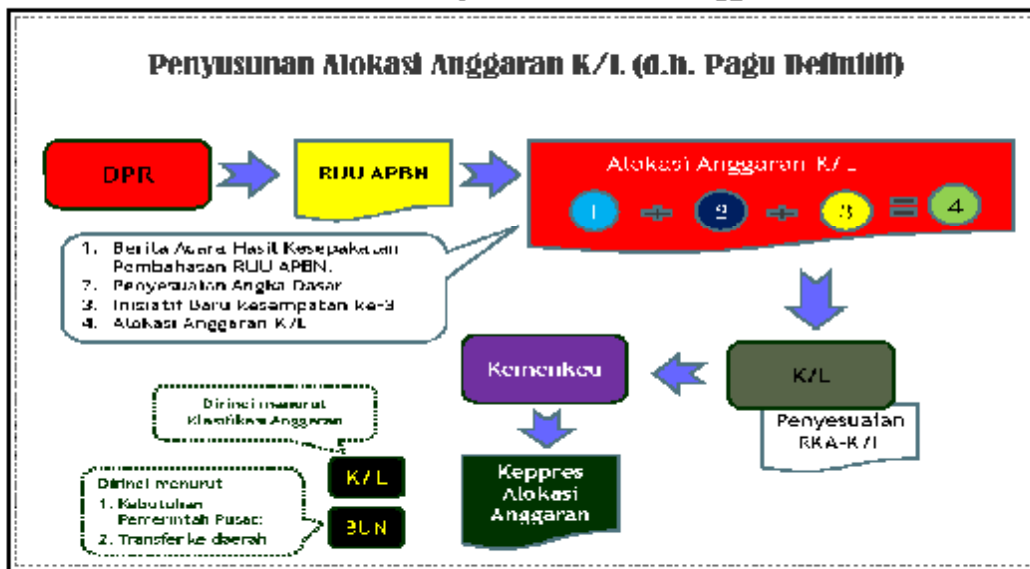 Penyusunan Alokasi Anggaran K/L (d.h. Pagu Definitif)
DPR
RUU APBN
Alokasi Anggaran K/L
1 + 2 + 3 = 4
1. Berita Acara Hasil Kesepakatan
Pembahasan RUU APBN.
2. Penyesuaian Angka Dasar
3. Inisiatif Baru Kesempatan ke-3
4. Alokasi Anggaran K/L
Kemenkeu
K/L
Penyesuaian
RKA-K/L
Dirinci menurut
Klasifikasi Anggaran
K/L
Dirinci menurut
1. Kebutuhan
Pemerintah Pusat;
2. Transfer ke daerah
BUN
Keppres
Alokasi
Anggaran